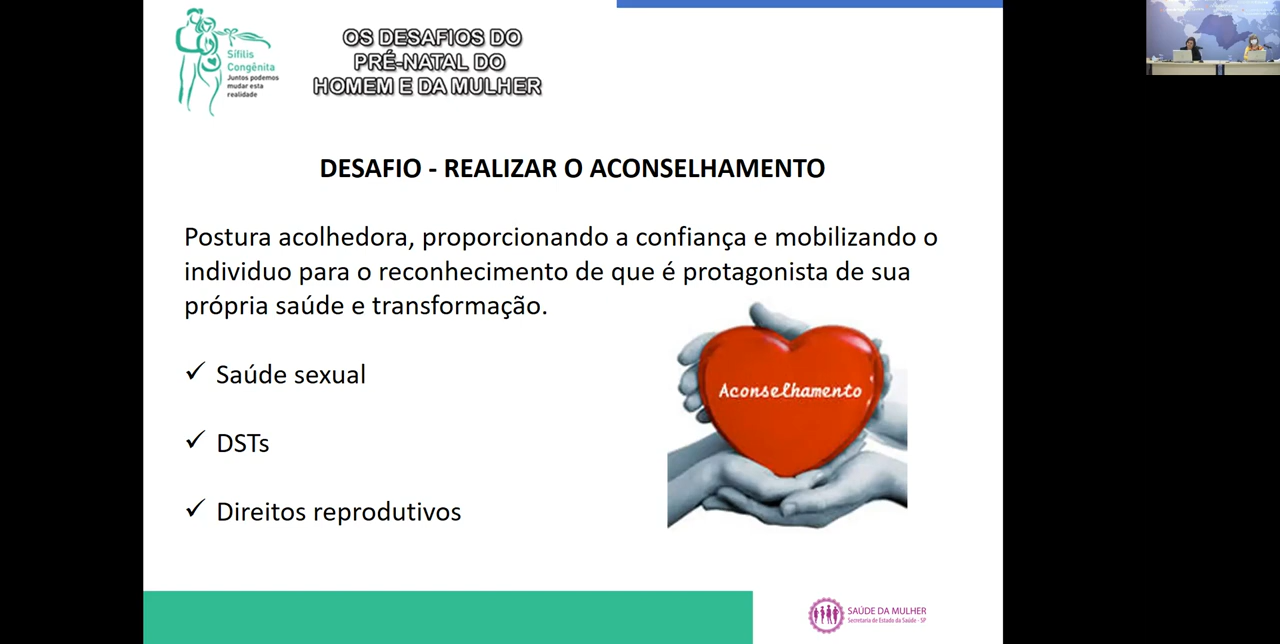 Sífilis
Congênita
Juntos podemos
mudar esta
realidade
OS DESAFIOS DO
PRÉ-NATAL DO
HOMEM E DA MULHER
DESAFIO - REALIZAR O ACONSELHAMENTO
Postura acolhedora, proporcionando a confiança e mobilizando o
individuo para o reconhecimento de que é protagonista de sua
própria saúde e transformação.
Saúde sexual
DSTs
Direitos reprodutivos
Aconselhamento
SAÚDE DA MULHER
Secretaria de Estado da Saúde - SP